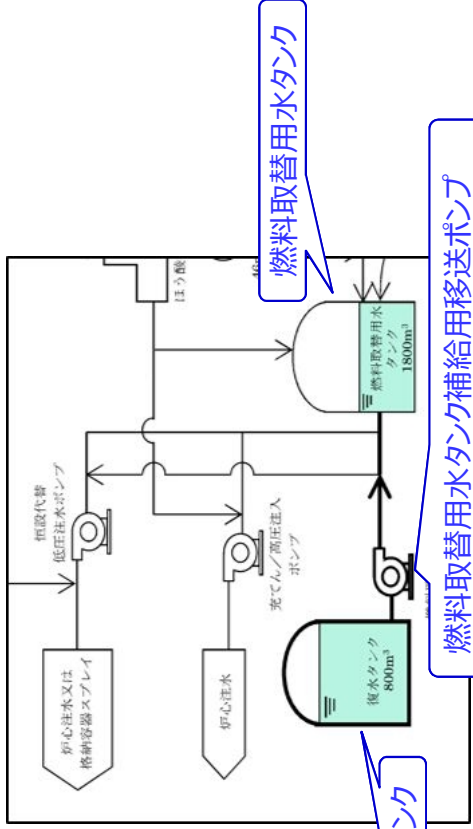 恒設代替
低圧注水ポンプ
炉心注水又は
格納容器スプレイ
ほう酸
充てん/高圧注入
ポンプ
炉心注水
燃料取替用水
タンク
1800m³
復水タンク
800m³
燃料取替用水タンク
燃料取替用水タンク補給用移送ポンプ
ンク